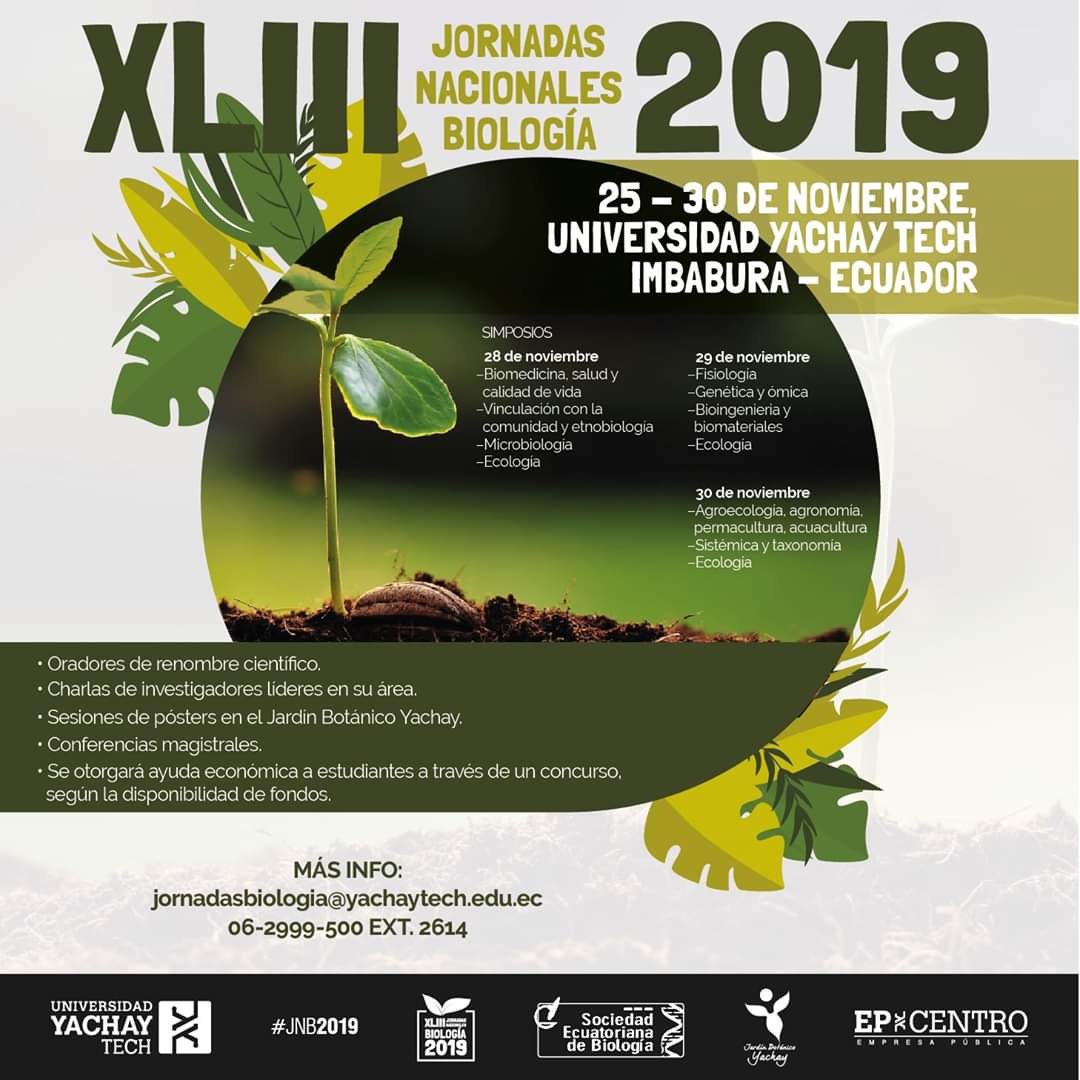 XLIII
JORNADAS
NACIONALES
BIOLOGÍA
2019
25 – 30 DE NOVIEMBRE,
UNIVERSIDAD YACHAY TECH
IMBABURA – ECUADOR
SIMPOSIOS
28 de noviembre
–Biomedicina, salud y
calidad de vida
–Vinculación con la
comunidad y etnobiología
–Microbiología
–Ecología
29 de noviembre
–Fisiología
–Genética y ómica
–Bioingenieria y
biomateriales
–Ecología
30 de noviembre
–Agroecología, agronomía,
permacultura, acuacultura
–Sistémica y taxonomía
–Ecología
• Oradores de renombre científico.
• Charlas de investigadores líderes en su área.
• Sesiones de pósters en el Jardín Botánico Yachay.
• Conferencias magistrales.
• Se otorgará ayuda económica a estudiantes a través de un concurso,
según la disponibilidad de fondos.
MÁS INFO:
jornadasbiologia@yachaytech.edu.ec
06-2999-500 EXT. 2614
UNIVERSIDAD
YACHAY
TECH
#JNB2019
XLIII JORNADAS
NACIONALES
BIOLOGÍA
2019
Sociedad
Ecuatoriana
de Biología
Jardín Botánico
Yachay
EP CENTRO
EMPRESA PÚBLICA